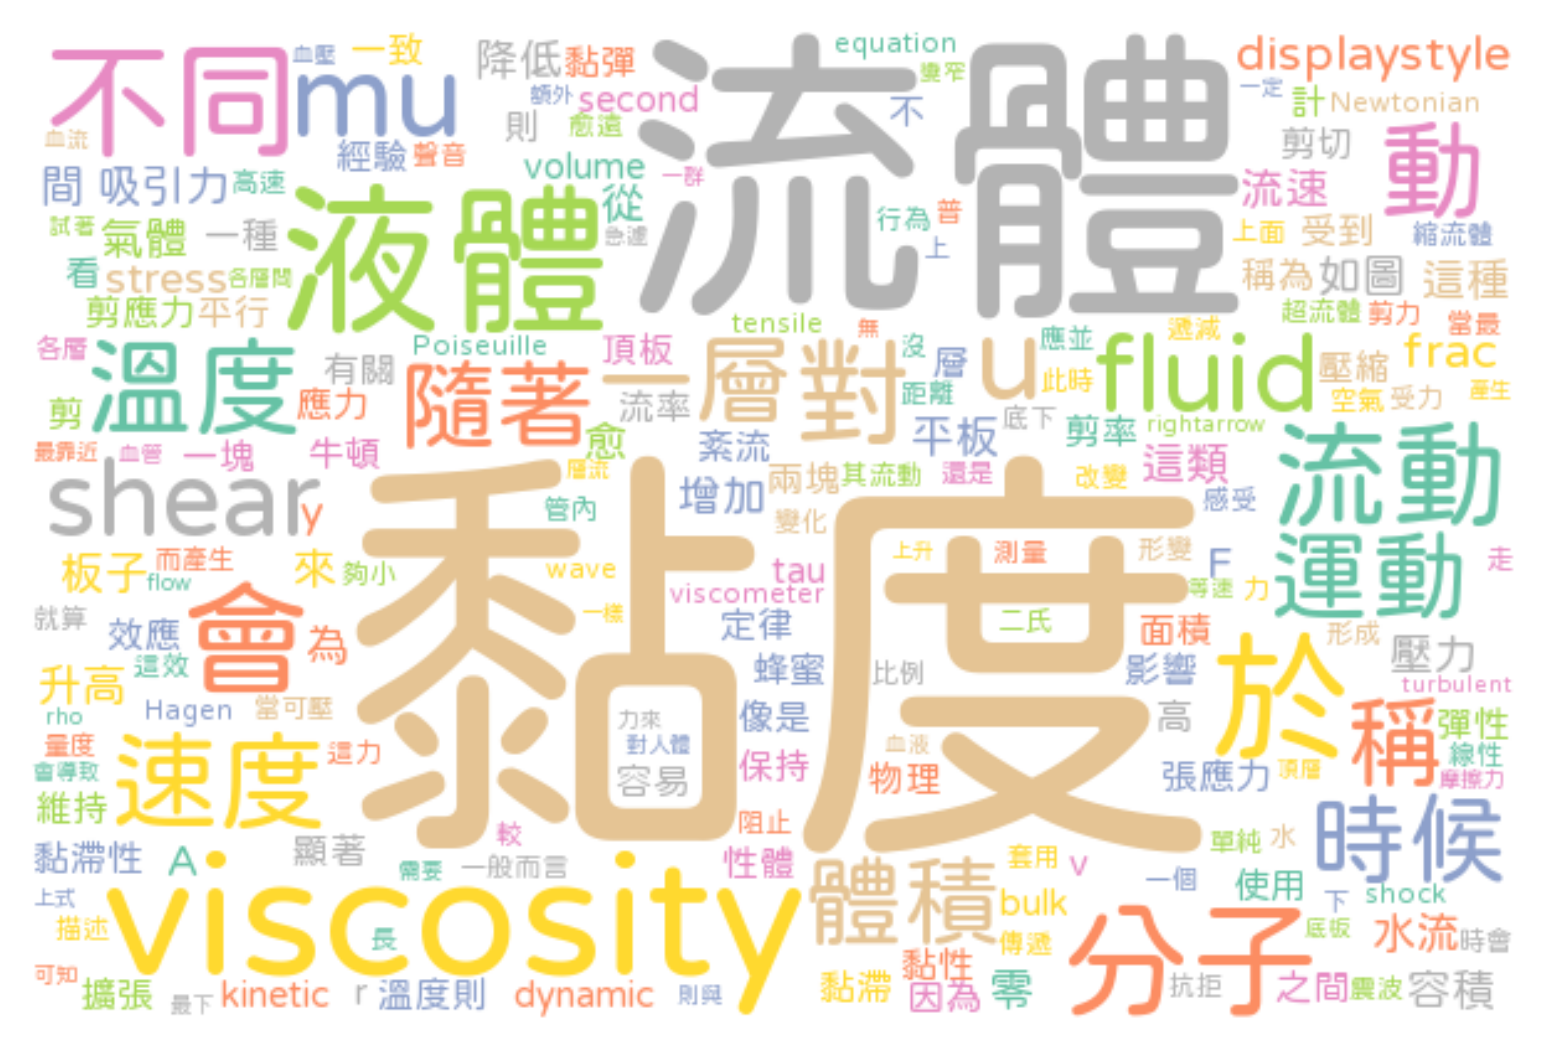 不同
血壓
一致
降低
黏彈
流體
equation
變窄
displaystyle
一定
計
Newtonian
mu
額外
second
則
愈遠
不
血流
經驗
聲音
剪切
動
間
吸引力
高速
volume
一群
從
流速
液體
試著
氣體
一種
急遽
行為
普
上
上面
受到
縮流體
看
stress
各層間
稱為
如圖
這種
剪應力
平行
超流體
剪力
當最
tensile
無
遞減
各層
溫度
Poiseuille
頂板
一層
對
沒
層
u
應並
fluid
frac
有關
隨著
此時
壓縮
剪
應力
流率
距離
底下
空氣
受力
產生
愈
平板
剪率
rightarrow
最靠近
血管
一塊
牛頓
紊流
流動
shear
y
層流
增加
兩塊
其流動
還是
改變
這類
感受
管內
變化
黏度
板子
而產生
flow
來
夠小
wave
tau
上升
測量
形變
F
運動
走
viscometer
等速
力
就算
效應
會
為
一樣
定律
二氏
面積
形成
這效
蜂蜜
比例
影響
於
壓力
升高
turbulent
rho
Hagen
當可壓
力來
像是
高
稱
彈性
量度
速度
這力
對人體
血液
線性
會導致
容易
保持
物理
張應力
頂層
摩擦力
維持
較
阻止
時候
黏滯性
A
顯著
需要
一般而言
性體
體積
套用
v
單純
水
一個
使用
上式
viscosity
bulk
下
shock
描述
長
傳遞
分子
底板
水流
時會
可知
擴張
最下
kinetic
r
溫度則
dynamic
則與
黏滯
黏性
因為
零
抗拒
之間
震波
容積